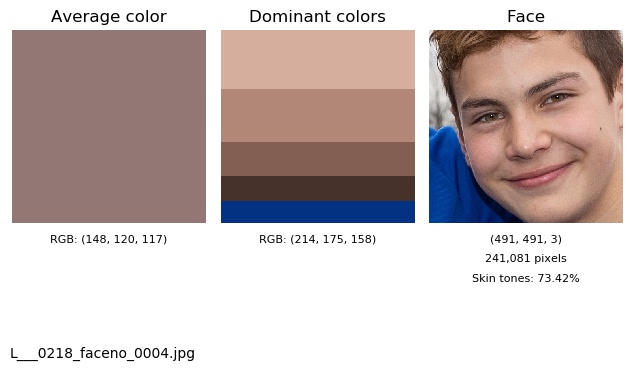 Average color
Dominant colors
Face
RGB: (148, 120, 117)
RGB: (214, 175, 158)
(491, 491, 3)
241,081 pixels
Skin tones: 73.42%
L___0218_faceno_0004.jpg